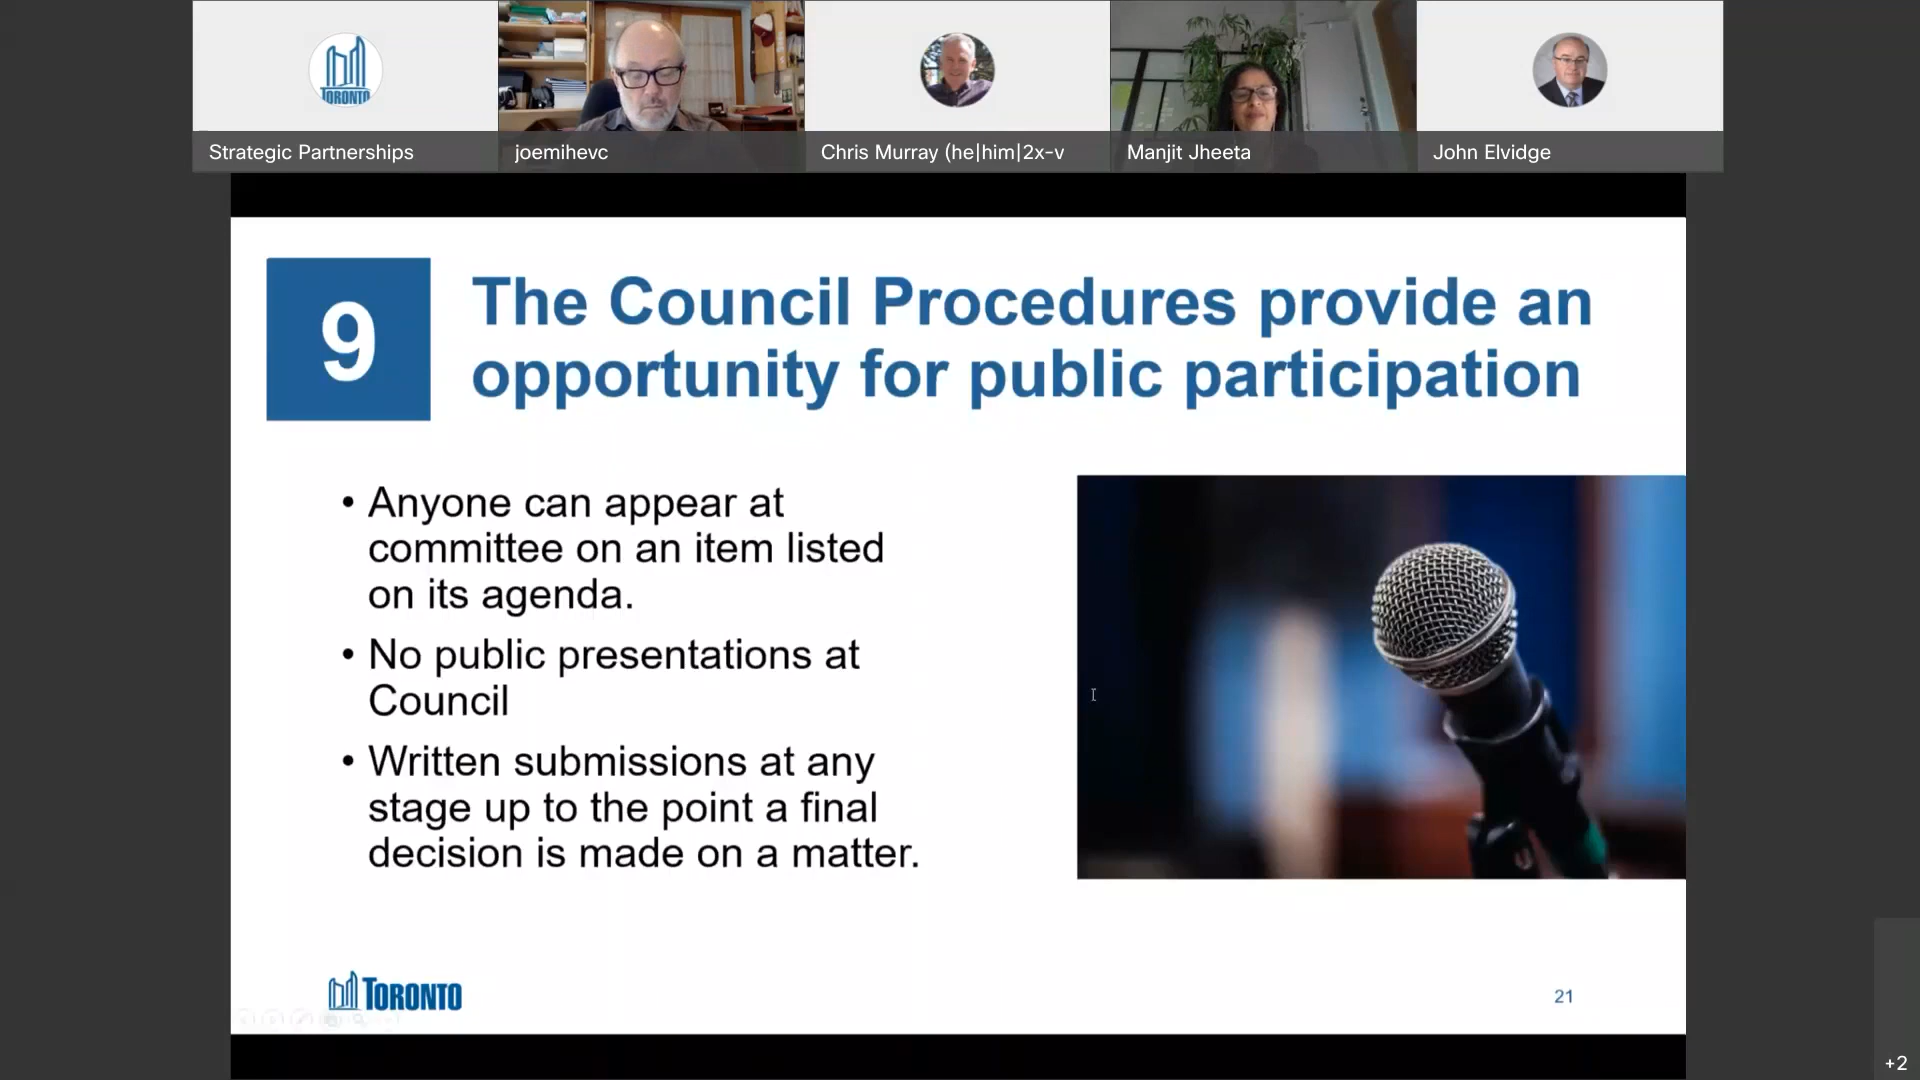 TORONTO
Strategic Partnerships
joemihevc
Chris Murray (he|him|2x-v
Manjit Jheeta
John Elvidge
9
The Council Procedures provide an
opportunity for public participation
• Anyone can appear at
committee on an item listed
on its agenda.
• No public presentations at
Council
• Written submissions at any
stage up to the point a final
decision is made on a matter.
TORONTO
21
+2